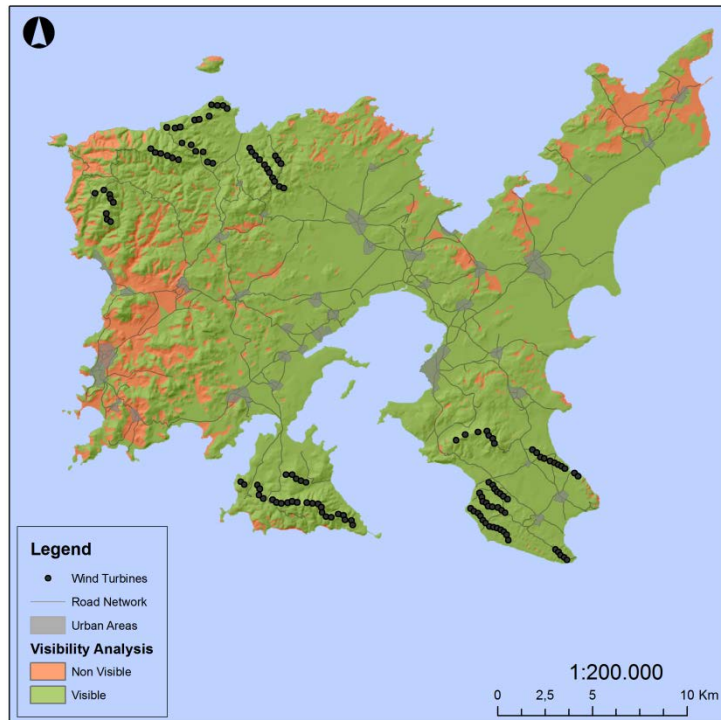 Legend
Wind Turbines
Road Network
Urban Areas
Visibility Analysis
Non Visible
Visible
1:200.000
0 2,5 5 10 Km